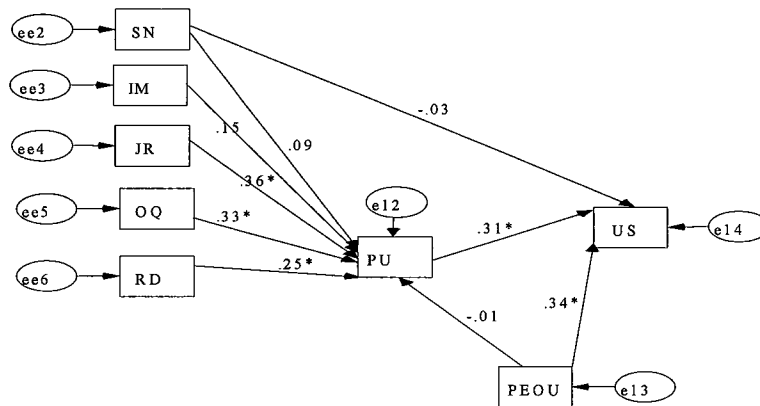 ee2
SN
ee3
IM
-.03
.15
.09
ee4
JR
.36*
ee5
OQ
.33*
e12
.31*
US
e14
ee6
RD
.25*
PU
-.01
.34*
PEOU
e13